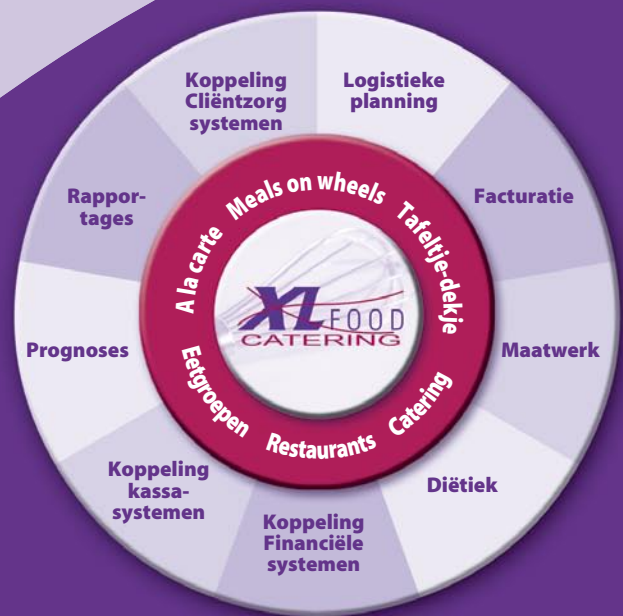 Koppeling
Cliëntzorg
systemen
Logistieke
planning
Facturatie
Maatwerk
Diëtiek
Koppeling
Financiële
systemen
Koppeling
kassa-
systemen
Prognoses
Rappor-
tages
A la carte
Meals on wheels
Tafeltje-dekje
Catering
Restaurants
Eetgroepen
XL FOOD
CATERING